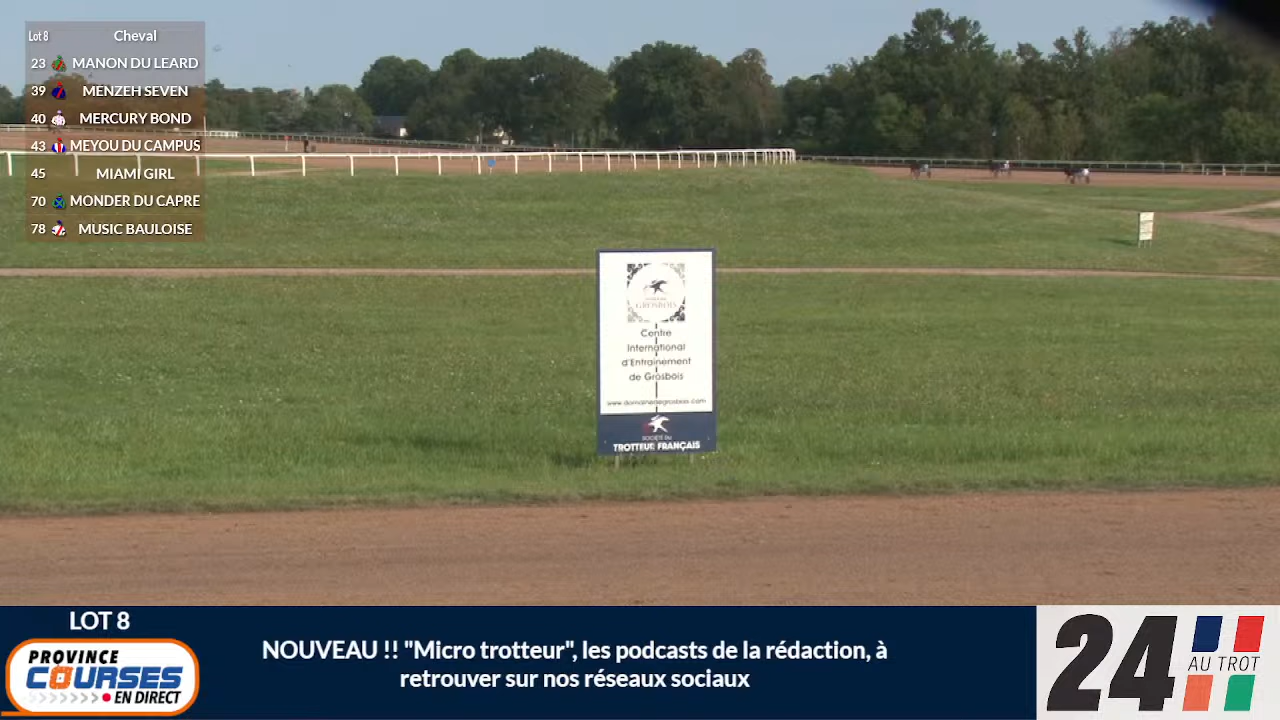 Lot 8 Cheval
23 MANON DU LEARD
39 MENZEH SEVEN
40 MERCURY BOND
43 MEYOU DU CAMPUS
45 MIAMI GIRL
70 MONDER DU CAPRE
78 MUSIC BAULOISE
GROSBOIS
Centre
International
d'Entrainement
de Grosbois
www.domainedegrosbois.com
SOCIÉTÉ DU
TROTTEUR FRANÇAIS
LOT 8
PROVINCE
COURSES
EN DIRECT
NOUVEAU !! "Micro trotteur", les podcasts de la rédaction, à
retrouver sur nos réseaux sociaux
24
AU TROT